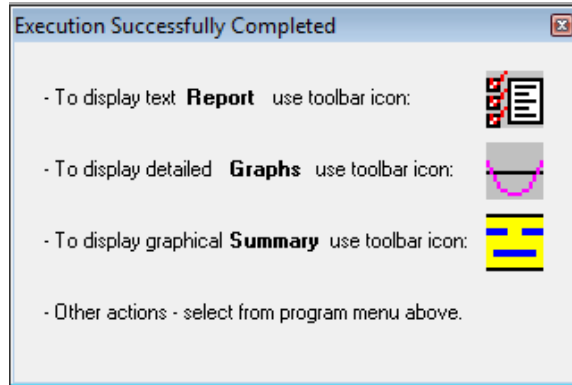 Execution Successfully Completed
- To display text Report use toolbar icon:
- To display detailed Graphs use toolbar icon:
- To display graphical Summary use toolbar icon:
- Other actions - select from program menu above.